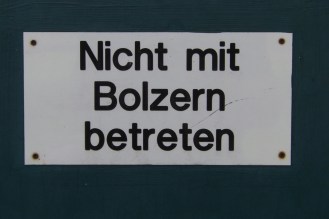 Nicht mit
Bolzern
betreten